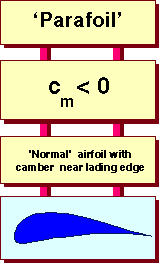 ‘Parafoil’
c m < 0
'Normal' airfoil with
camber near lading edge